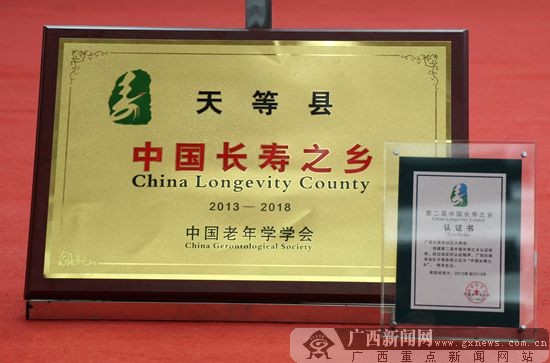 天等县
中国长寿之乡
China Longevity County
2013—2018
中国老年学学会
China Gerontological Society
第二届中国长寿之乡
China Longevity County
认证书
广西新闻网
www.gxnews.com.cn
广西重点新闻网站